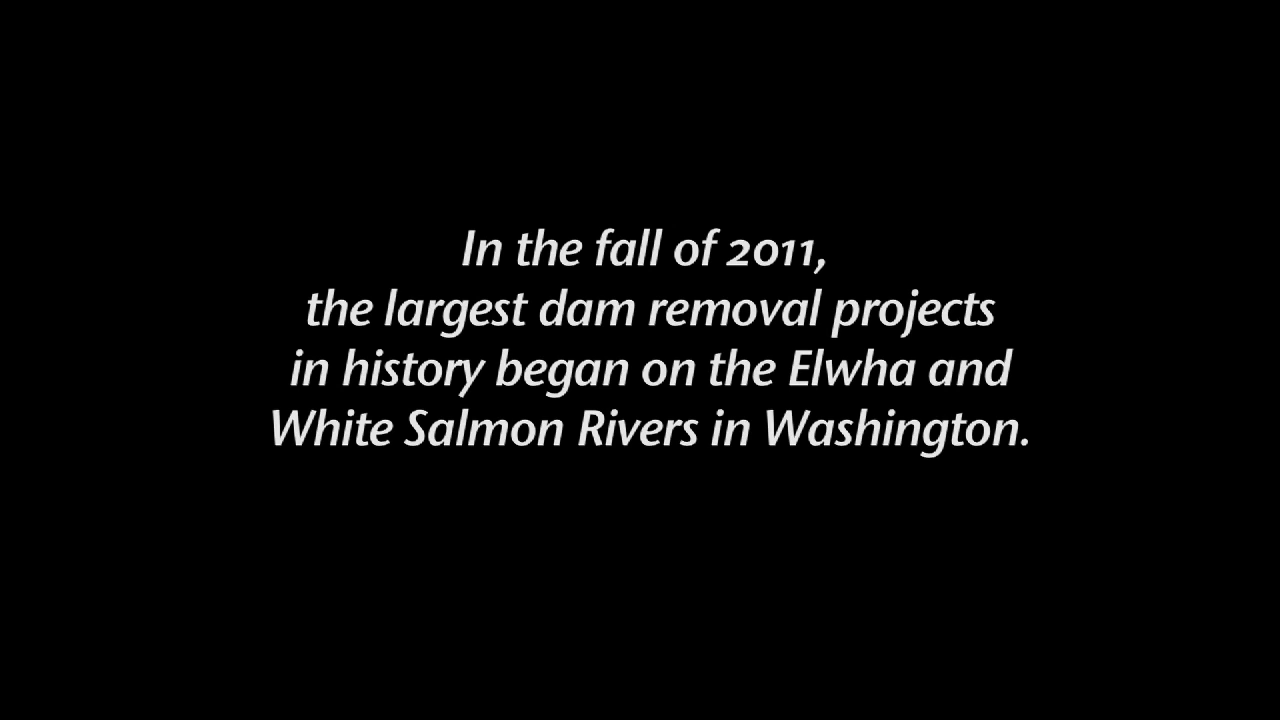 In the fall of 2011,
the largest dam removal projects
in history began on the Elwha and
White Salmon Rivers in Washington.